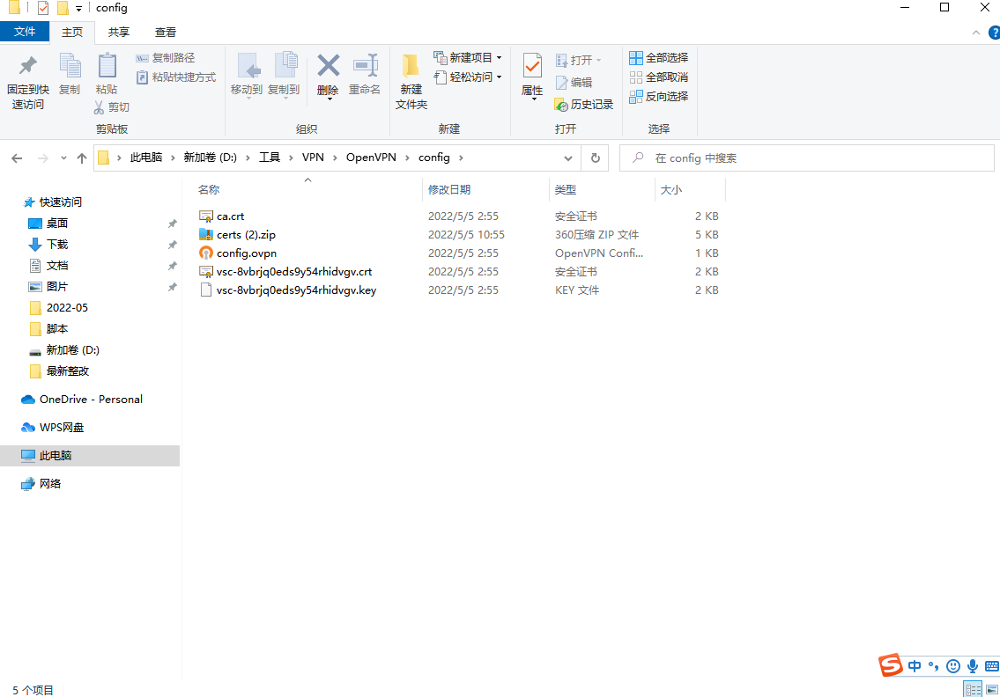 config
文件 主页 共享 查看
固定到快速访问
复制
粘贴
复制路径
粘贴快捷方式
剪切
剪贴板
移动到
复制到
删除
重命名
组织
新建文件夹
新建项目
轻松访问
新建
属性
打开
编辑
历史记录
打开
全部选择
全部取消
反向选择
选择
此电脑 新加卷 (D:) 工具 VPN OpenVPN config
在 config 中搜索
快速访问
桌面
下载
文档
图片
2022-05
脚本
新加卷 (D:)
最新整改
OneDrive - Personal
WPS网盘
此电脑
网络
名称 修改日期 类型 大小
ca.crt 2022/5/5 2:55 安全证书 2 KB
certs (2).zip 2022/5/5 10:55 360压缩 ZIP 文件 5 KB
config.ovpn 2022/5/5 2:55 OpenVPN Confi... 1 KB
vsc-8vbrjq0eds9y54rhidvgv.crt 2022/5/5 2:55 安全证书 2 KB
vsc-8vbrjq0eds9y54rhidvgv.key 2022/5/5 2:55 KEY 文件 2 KB
S 中
5 个项目